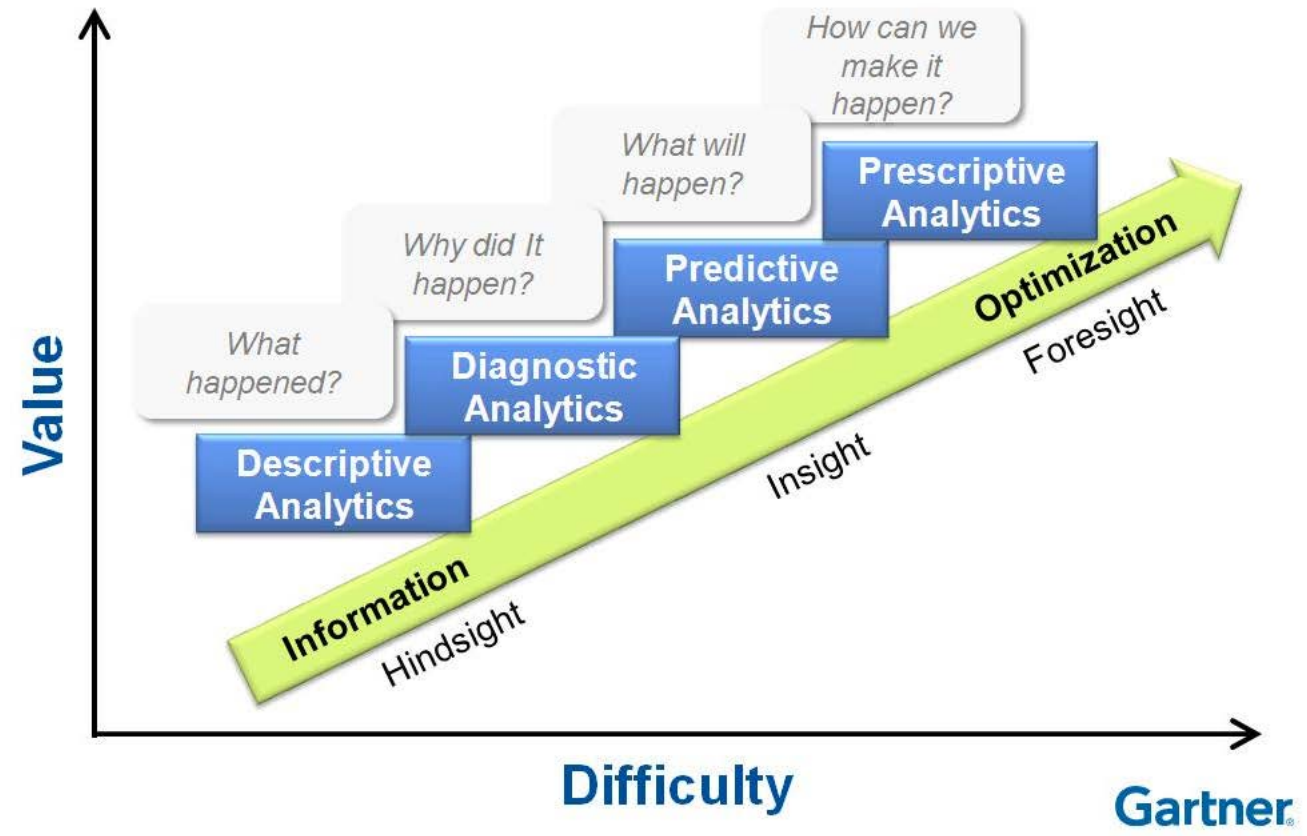 How can we
make it
happen?
What will
happen?
Prescriptive
Analytics
Why did It
happen?
Predictive
Analytics
What
happened?
Diagnostic
Analytics
Descriptive
Analytics
Value
Information
Optimization
Hindsight
Insight
Foresight
Difficulty
Gartner®